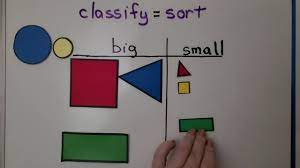 classify = sort
big small